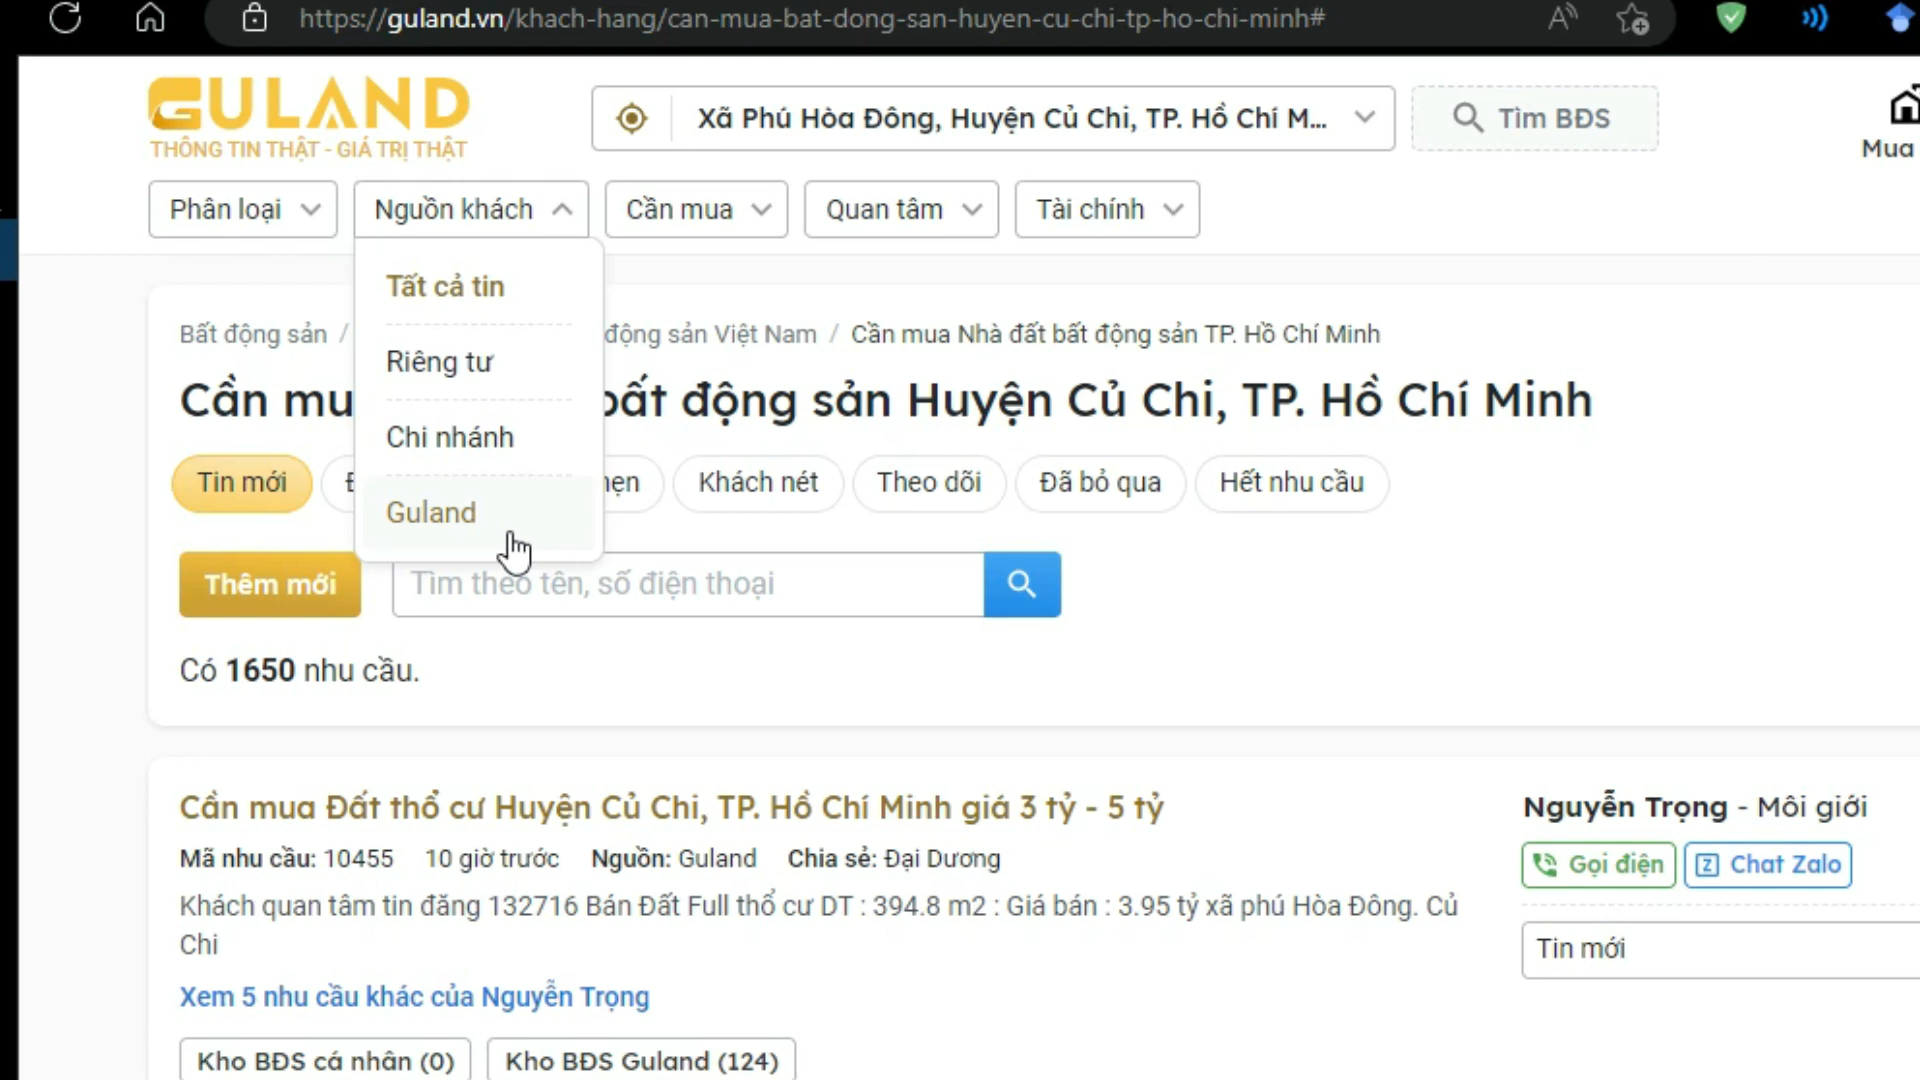 https://guland.vn/khach-hang/can-mua-bat-dong-san-huyen-cu-chi-tp-ho-chi-minh#
GULAND
THÔNG TIN THẬT - GIÁ TRỊ THẬT
Xã Phú Hòa Đông, Huyện Củ Chi, TP. Hồ Chí M...
Tìm BĐS
Mua
Phân loại
Nguồn khách
Cần mua
Quan tâm
Tài chính
Tất cả tin
Riêng tư
Chi nhánh
Guland
Bất động sản / động sản Việt Nam / Cần mua Nhà đất bất động sản TP. Hồ Chí Minh
Cần mu bất động sản Huyện Củ Chi, TP. Hồ Chí Minh
Tin mới
Khách nét
Theo dõi
Đã bỏ qua
Hết nhu cầu
Thêm mới
Tìm theo tên, số điện thoại
Có 1650 nhu cầu.
Cần mua Đất thổ cư Huyện Củ Chi, TP. Hồ Chí Minh giá 3 tỷ - 5 tỷ
Mã nhu cầu: 10455 10 giờ trước Nguồn: Guland Chia sẻ: Đại Dương
Khách quan tâm tin đăng 132716 Bán Đất Full thổ cư DT : 394.8 m2 : Giá bán : 3.95 tỷ xã phú Hòa Đông. Củ
Chi
Xem 5 nhu cầu khác của Nguyễn Trọng
Kho BĐS cá nhân (0)
Kho BĐS Guland (124)
Nguyễn Trọng - Môi giới
Gọi điện
Chat Zalo
Tin mới